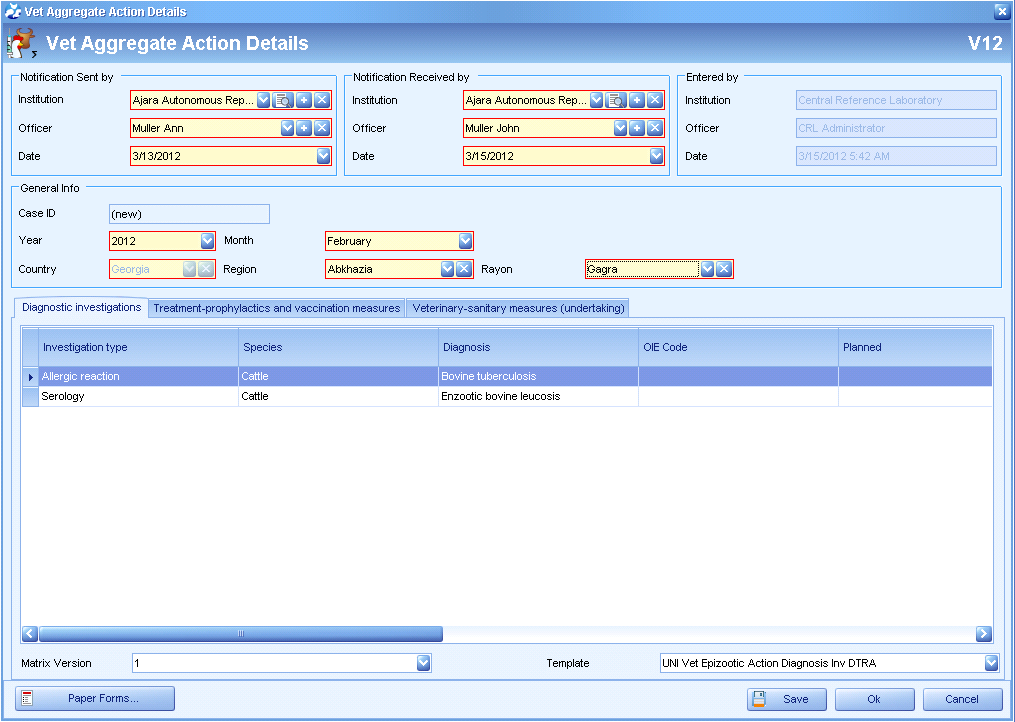 Vet Aggregate Action Details
Vet Aggregate Action Details V12
Notification Sent by
Institution Ajara Autonomous Rep...
Officer Muller Ann
Date 3/13/2012
Notification Received by
Institution Ajara Autonomous Rep...
Officer Muller John
Date 3/15/2012
Entered by
Institution Central Reference Laboratory
Officer CRL Administrator
Date 3/15/2012 5:42 AM
General Info
Case ID (new)
Year 2012 Month February
Country Georgia Region Abkhazia Rayon Gagra
Diagnostic investigations Treatment-prophylactics and vaccination measures Veterinary-sanitary measures (undertaking)
Investigation type Species Diagnosis OIE Code Planned
Allergic reaction Cattle Bovine tuberculosis
Serology Cattle Enzootic bovine leucosis
Matrix Version 1 Template UNI Vet Epizootic Action Diagnosis Inv DTRA
Paper Forms... Save Ok Cancel